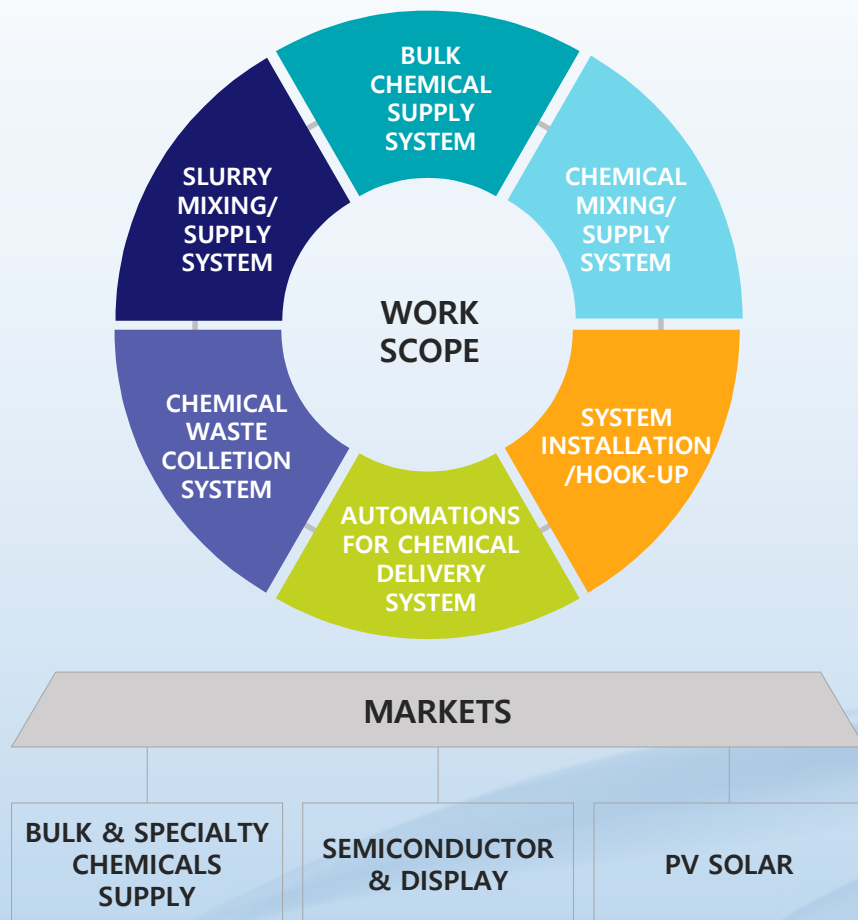 BULK
CHEMICAL
SUPPLY
SYSTEM
SLURRY
MIXING/
SUPPLY
SYSTEM
CHEMICAL
MIXING/
SUPPLY
SYSTEM
WORK
SCOPE
CHEMICAL
WASTE
COLLETION
SYSTEM
SYSTEM
INSTALLATION
/HOOK-UP
AUTOMATIONS
FOR CHEMICAL
DELIVERY
SYSTEM
MARKETS
BULK & SPECIALTY
CHEMICALS
SUPPLY
SEMICONDUCTOR
& DISPLAY
PV SOLAR